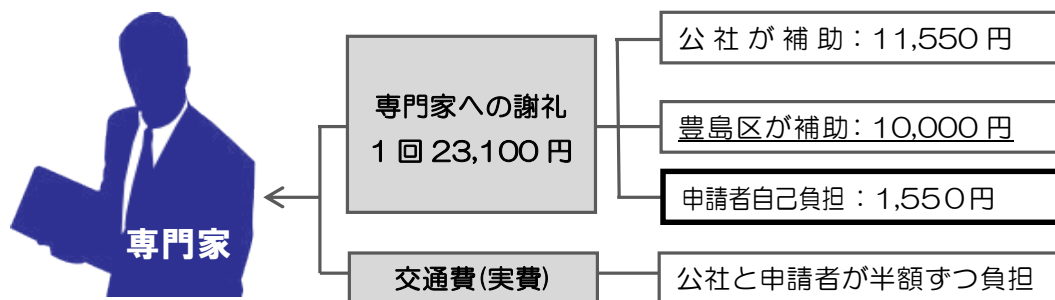 専門家
専門家への謝礼
1回23,100円
公社が補助：11,550円
豊島区が補助：10,000円
申請者自己負担：1,550円
交通費(実費)
公社と申請者が半額ずつ負担